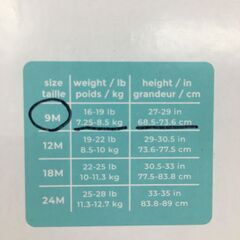 size weight / lb height / in
taille poids / kg grandeur / cm
9M 16-19 lb 27-29 in
7.25-8.5 kg 68.5-73.6 cm
12M 19-22 lb 29-30.5 in
8.5-10 kg 73.6-77.5 cm
18M 22-25 lb 30.5-33 in
10-11.3 kg 77.5-83.8 cm
24M 25-28 lb 33-35 in
11.3-12.7 kg 83.8-89 cm